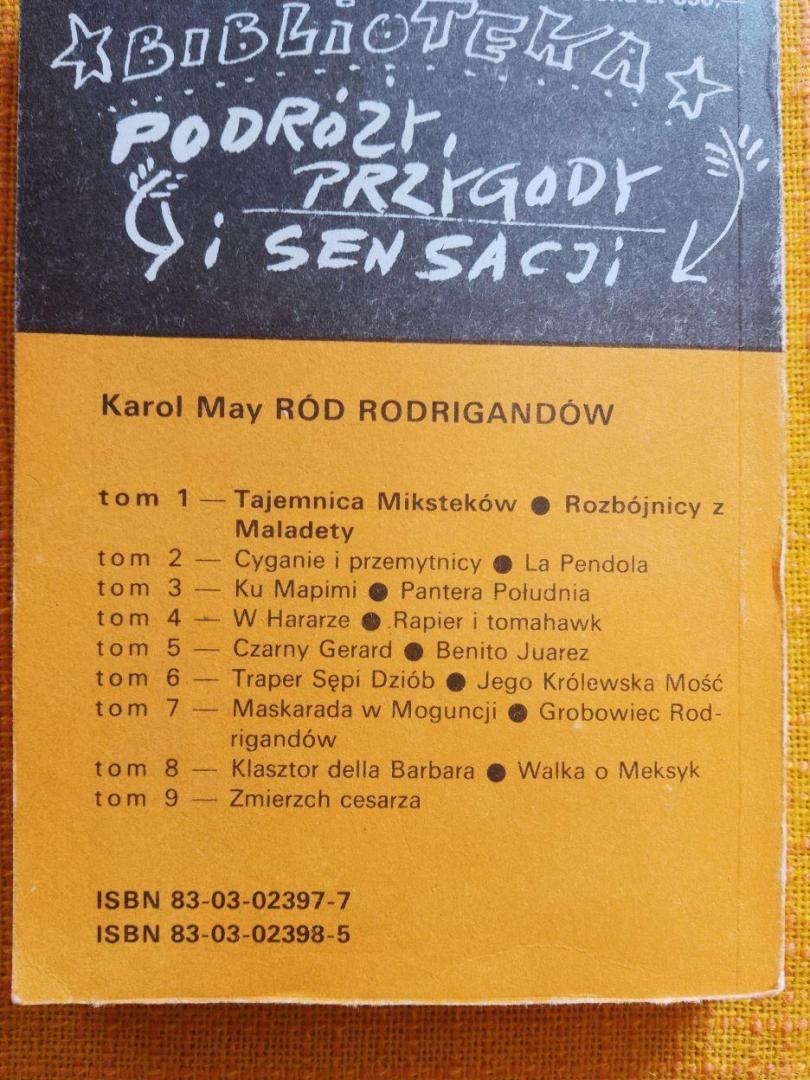 BIBLIOTEKA
PODRÓŻY,
PRZYGODY
i SENSACJi
Karol May RÓD RODRIGANDÓW
tom 1 — Tajemnica Miksteków ● Rozbójnicy z
Maladety
tom 2 — Cyganie i przemytnicy ● La Pendola
tom 3 — Ku Mapimi ● Pantera Południa
tom 4 — W Hararze ● Rapier i tomahawk
tom 5 — Czarny Gerard ● Benito Juarez
tom 6 — Traper Sępi Dziób ● Jego Królewska Mość
tom 7 — Maskarada w Moguncji ● Grobowiec Rod-
rigandów
tom 8 — Klasztor della Barbara ● Walka o Meksyk
tom 9 — Zmierzch cesarza
ISBN 83-03-02397-7
ISBN 83-03-02398-5